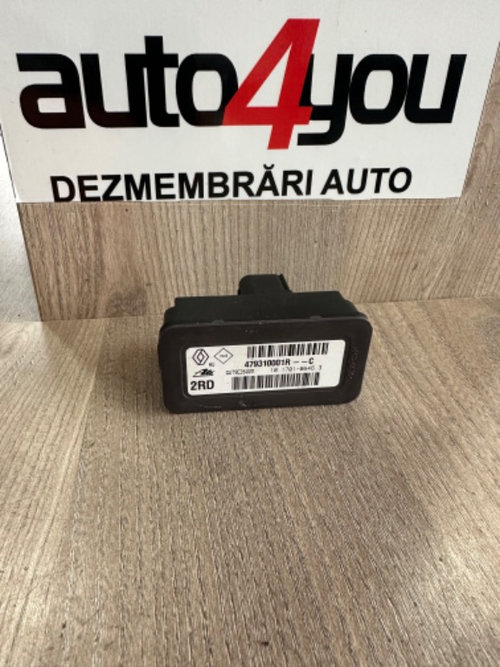 auto4you
DEZMEMBRĂRI AUTO
479310001R--C
2RD